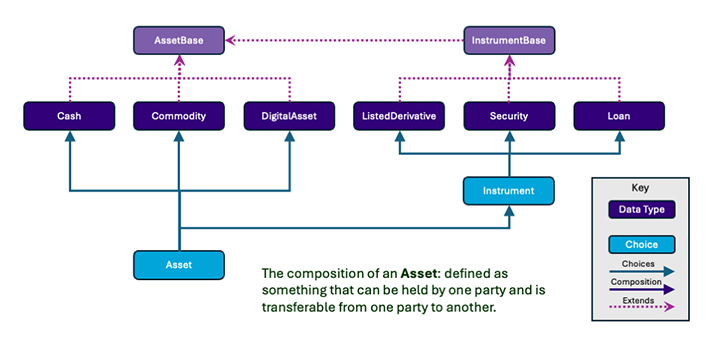 AssetBase
InstrumentBase
Cash
Commodity
DigitalAsset
ListedDerivative
Security
Loan
Instrument
Asset
Key
Data Type
Choice
Choices
Composition
Extends
The composition of an Asset: defined as
something that can be held by one party and is
transferable from one party to another.